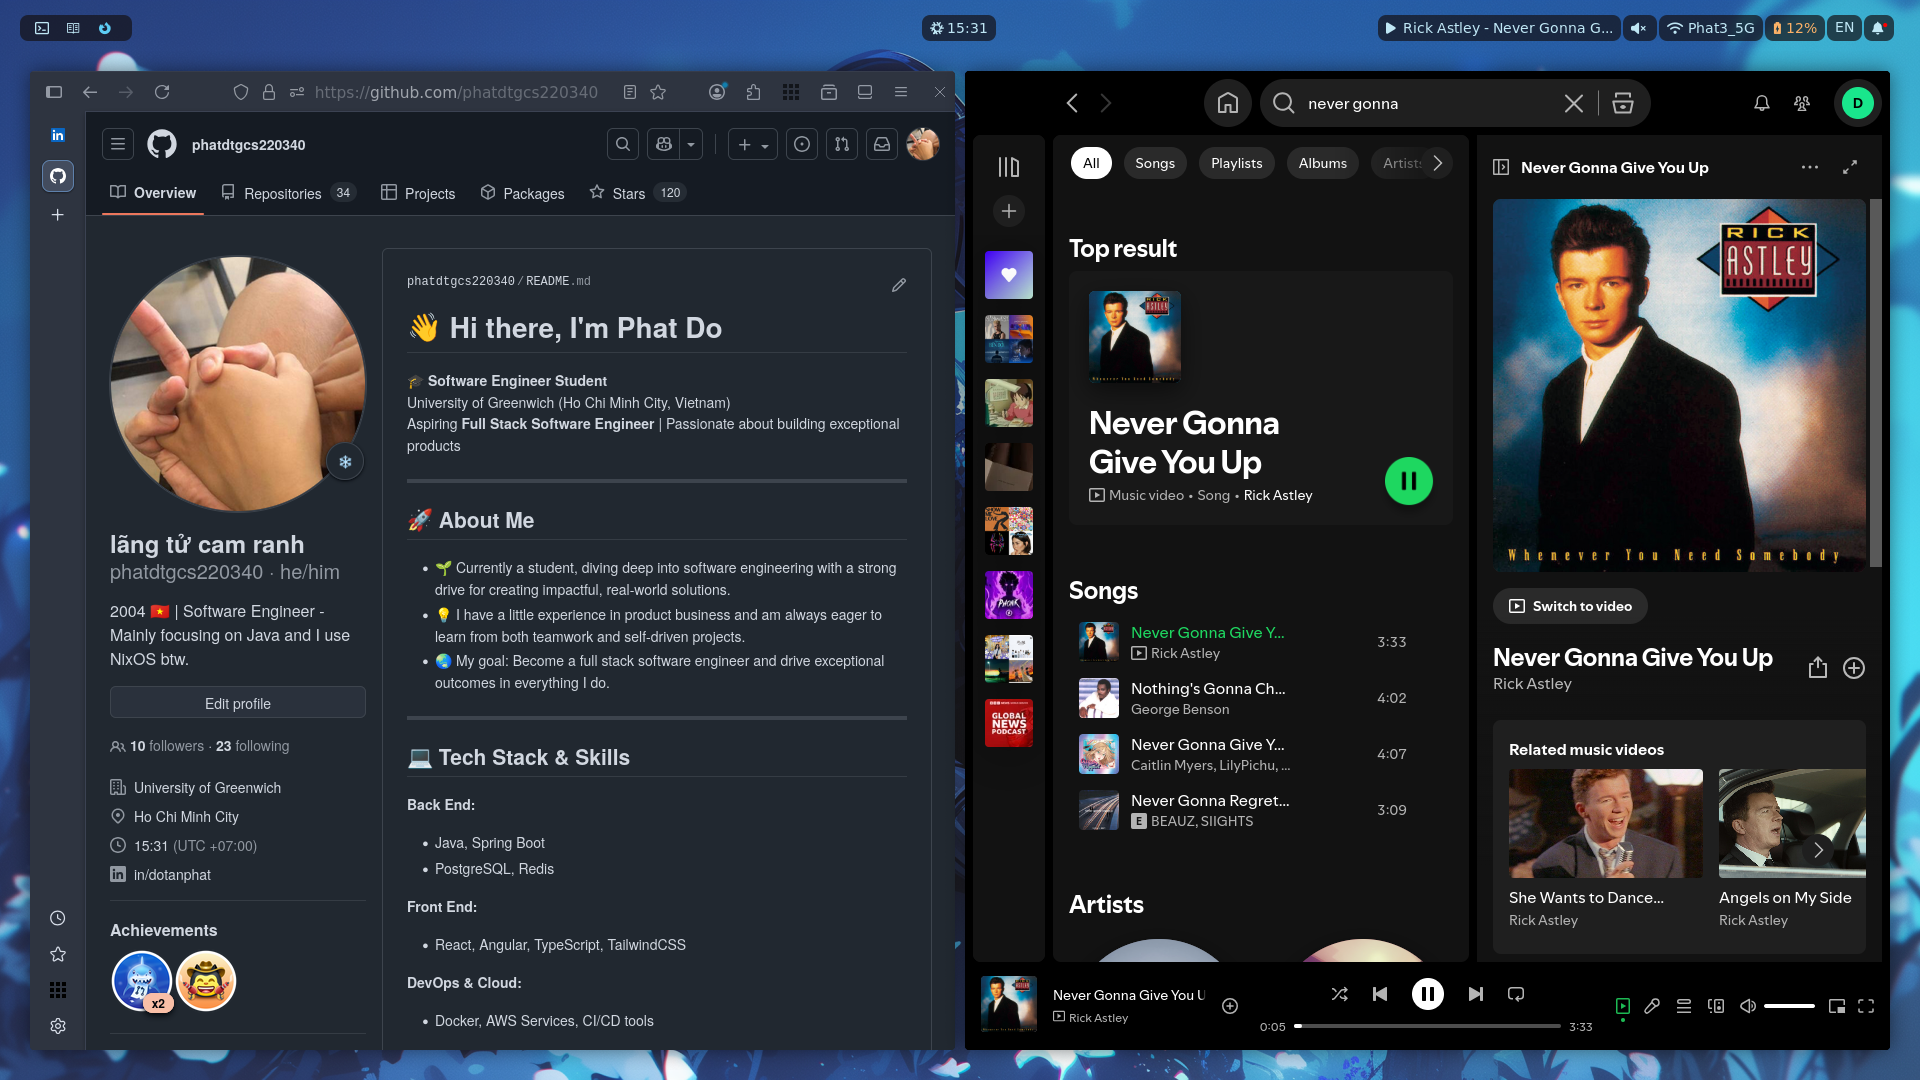 15:31
Rick Astley - Never Gonna G...
Phat3_5G
12%
EN
https://github.com/phatdtgcs220340
phatdtgcs220340
Overview
Repositories 34
Projects
Packages
Stars 120
lãng tử cam ranh
phatdtgcs220340 · he/him
2004 🇻🇳 | Software Engineer -
Mainly focusing on Java and I use
NixOS btw.
Edit profile
10 followers · 23 following
University of Greenwich
Ho Chi Minh City
15:31 (UTC +07:00)
in/dotanphat
Achievements
x2
phatdtgcs220340/README.md
👋 Hi there, I'm Phat Do
🎓 Software Engineer Student
University of Greenwich (Ho Chi Minh City, Vietnam)
Aspiring Full Stack Software Engineer | Passionate about building exceptional
products
🚀 About Me
• 🌱 Currently a student, diving deep into software engineering with a strong
drive for creating impactful, real-world solutions.
• 💡 I have a little experience in product business and am always eager to
learn from both teamwork and self-driven projects.
• 🌏 My goal: Become a full stack software engineer and drive exceptional
outcomes in everything I do.
💻 Tech Stack & Skills
Back End:
• Java, Spring Boot
• PostgreSQL, Redis
Front End:
• React, Angular, TypeScript, TailwindCSS
DevOps & Cloud:
• Docker, AWS Services, CI/CD tools
never gonna
D
All
Songs
Playlists
Albums
Artists
GLOBAL
NEWS
PODCAST
Top result
Never Gonna
Give You Up
Music video • Song • Rick Astley
Songs
Never Gonna Give Y...
Rick Astley
3:33
Nothing's Gonna Ch...
George Benson
4:02
Never Gonna Give Y...
Caitlin Myers, LilyPichu, ...
4:07
Never Gonna Regret...
E BEAUZ, SIIGHTS
3:09
Artists
Never Gonna Give You Up
RICK
ASTLEY
Whenever You Need Somebody
Switch to video
Never Gonna Give You Up
Rick Astley
Related music videos
She Wants to Dance...
Rick Astley
Angels on My Side
Rick Astley
Never Gonna Give You U
Rick Astley
0:05
3:33